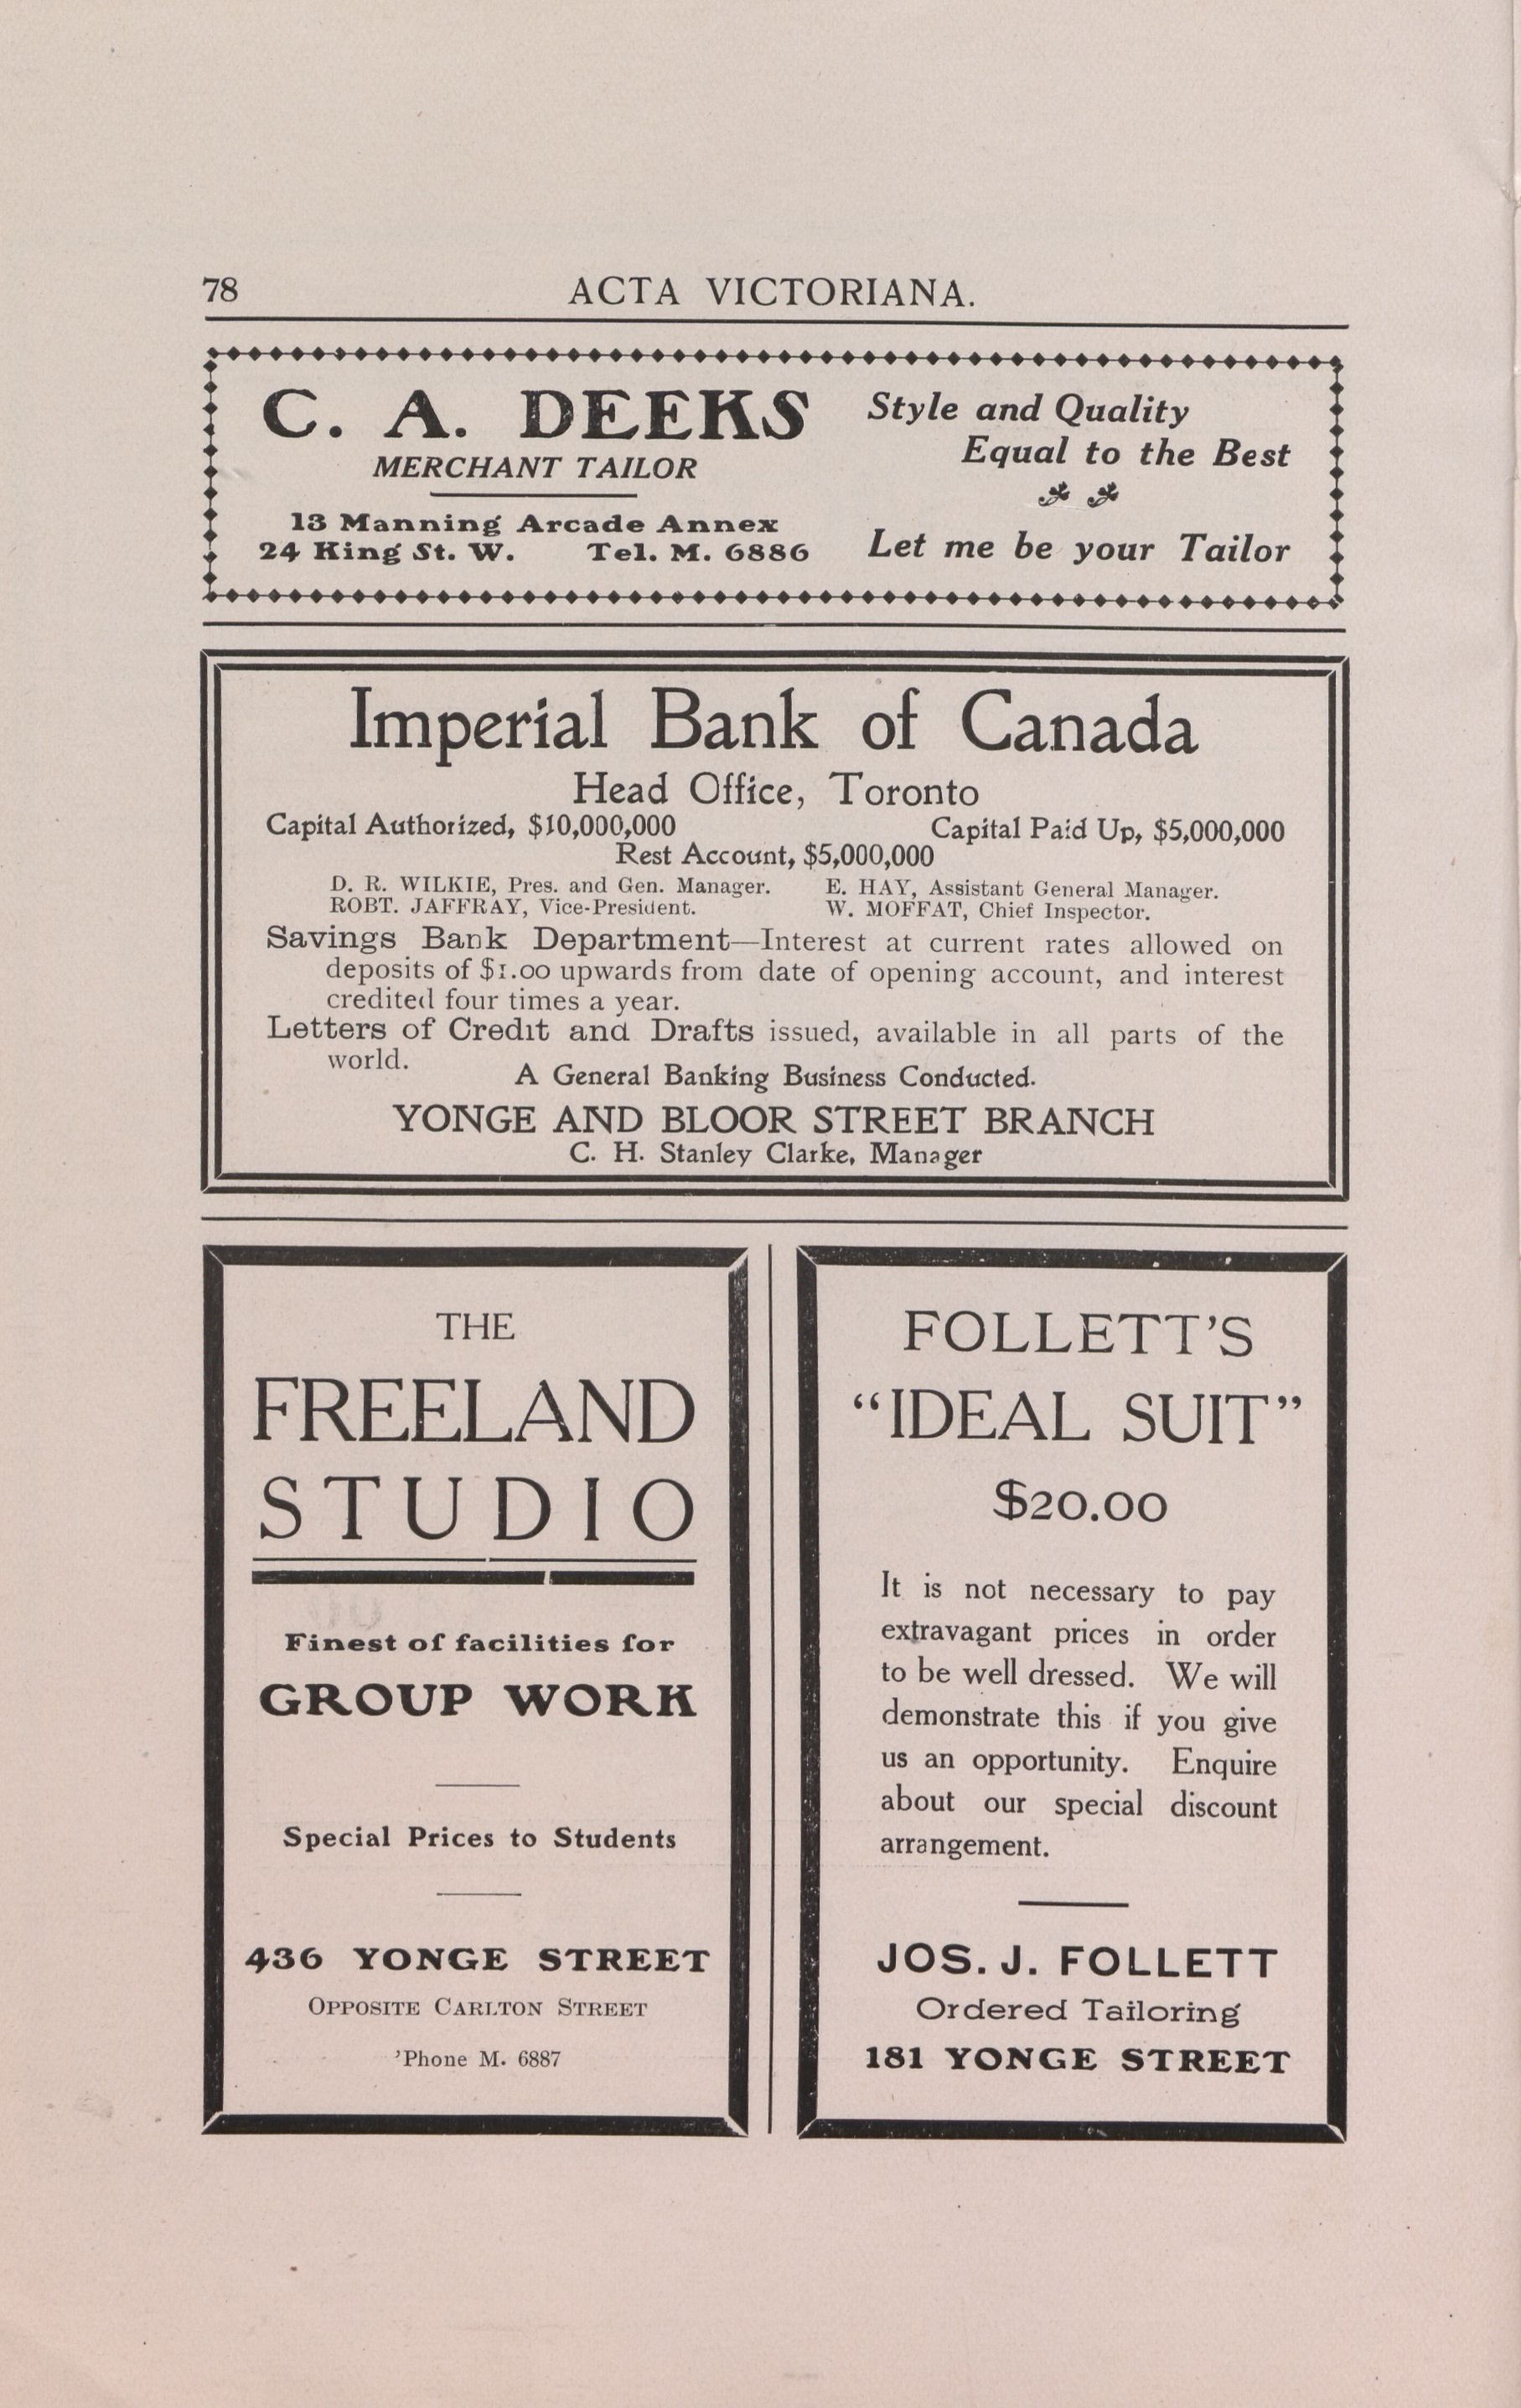 78 ACTA VICTORIANA.
C. A. DEEKS
MERCHANT TAILOR
13 Manning Arcade Annex
24 King St. W. Tel. M. 6886
Style and Quality
Equal to the Best
Let me be your Tailor
Imperial Bank of Canada
Head Office, Toronto
Capital Authorized, $10,000,000 Capital Paid Up, $5,000,000
Rest Account, $5,000,000
D. R. WILKIE, Pres. and Gen. Manager. E. HAY, Assistant General Manager.
ROBT. JAFFRAY, Vice-President. W. MOFFAT, Chief Inspector.
Savings Bank Department—Interest at current rates allowed on
deposits of $1.00 upwards from date of opening account, and interest
credited four times a year.
Letters of Credit and Drafts issued, available in all parts of the
world.
A General Banking Business Conducted.
YONGE AND BLOOR STREET BRANCH
C. H. Stanley Clarke, Manager
THE
FREELAND
STUDIO
Finest of facilities for
GROUP WORK
Special Prices to Students
436 YONGE STREET
OPPOSITE CARLTON STREET
'Phone M. 6887
FOLLETT'S
"IDEAL SUIT"
$20.00
It is not necessary to pay
extravagant prices in order
to be well dressed. We will
demonstrate this if you give
us an opportunity. Enquire
about our special discount
arrangement.
JOS. J. FOLLETT
Ordered Tailoring
181 YONGE STREET